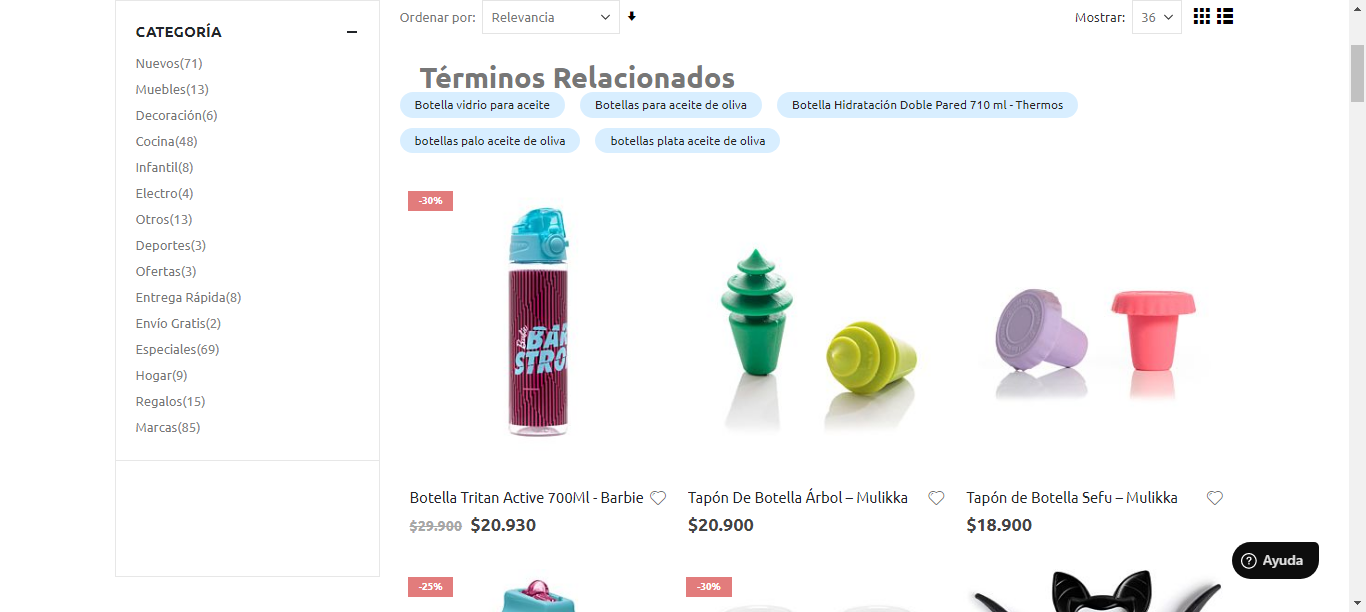 CATEGORÍA
Nuevos(71)
Muebles(13)
Decoración(6)
Cocina(48)
Infantil(8)
Electro(4)
Otros(13)
Deportes(3)
Ofertas(3)
Entrega Rápida(8)
Envío Gratis(2)
Especiales(69)
Hogar(9)
Regalos(15)
Marcas(85)
Ordenar por: Relevancia
Mostrar: 36
Términos Relacionados
Botella vidrio para aceite
Botellas para aceite de oliva
Botella Hidratación Doble Pared 710 ml - Thermos
botellas palo aceite de oliva
botellas plata aceite de oliva
-30%
Botella Tritan Active 700Ml - Barbie
$29.900 $20.930
Tapón De Botella Árbol – Mulikka
$20.900
Tapón de Botella Sefu – Mulikka
$18.900
-25%
-30%
Ayuda